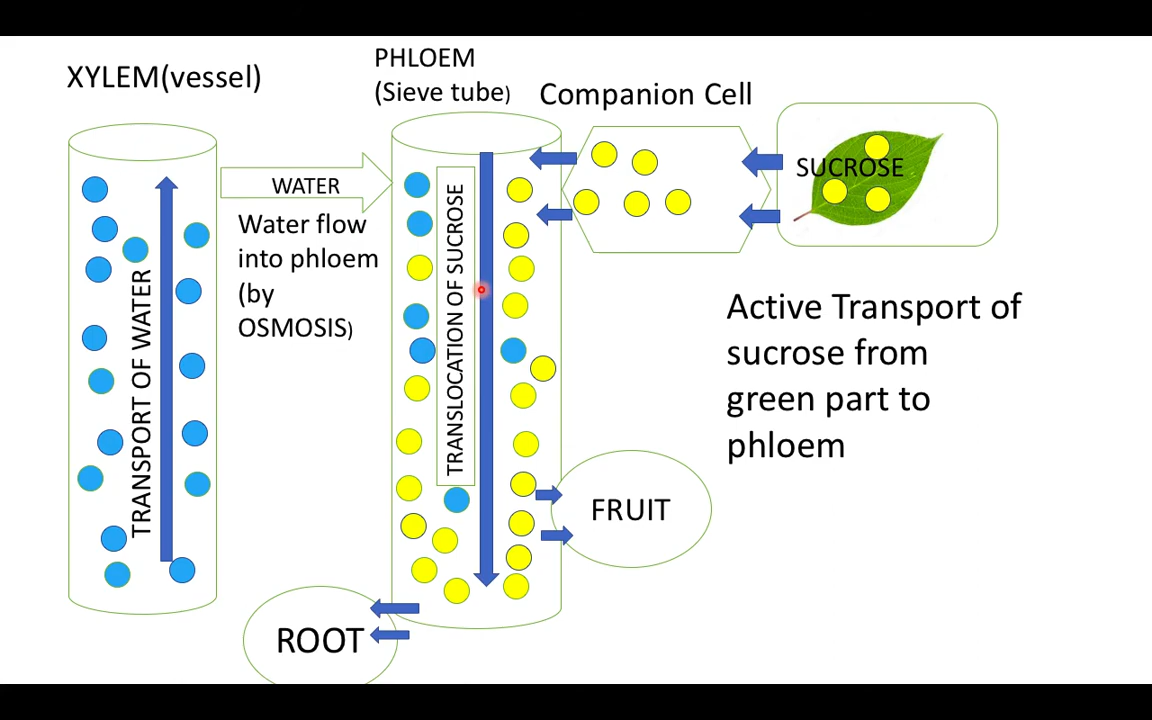 XYLEM(vessel)
PHLOEM
(Sieve tube)
Companion Cell
SUCROSE
WATER
Water flow
into phloem
(by
OSMOSIS)
TRANSPORT OF WATER
TRANSLOCATION OF SUCROSE
Active Transport of
sucrose from
green part to
phloem
FRUIT
ROOT